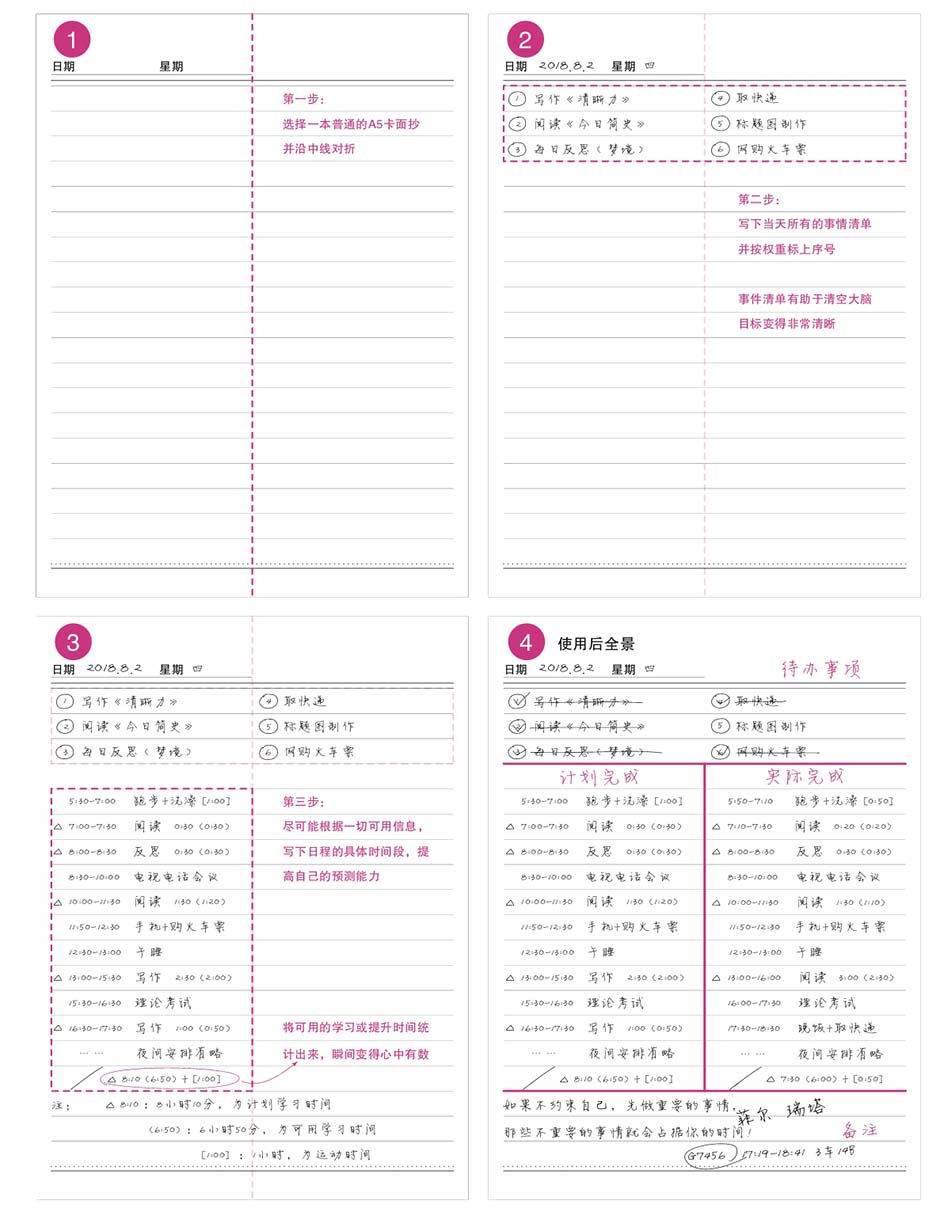 1
日期 星期
第一步：
选择一本普通的A5卡面抄
并沿中线对折
2
日期 2018.8.2 星期 四
① 写作《清晰力》 ④ 取快递
② 阅读《今日简史》 ⑤ 标题图制作
③ 每日反思（梦境） ⑥ 网购火车票
第二步：
写下当天所有的事情清单
并按权重标上序号
事件清单有助于清空大脑
目标变得非常清晰
3
日期 2018.8.2 星期 四
① 写作《清晰力》 ④ 取快递
② 阅读《今日简史》 ⑤ 标题图制作
③ 每日反思（梦境） ⑥ 网购火车票
5:30-7:00 跑步+洗漆 [1:00]
△ 7:00-7:30 阅读 0:30 (0:30)
△ 8:00-8:30 反思 0:30 (0:30)
8:30-10:00 电视电话会议
△ 10:00-11:30 阅读 1:30 (1:20)
11:50-12:30 手机+购火车票
12:30-13:00 午睡
△ 13:00-15:30 写作 2:30 (2:00)
15:30-16:30 理论考试
△ 16:30-17:30 写作 1:00 (0:50)
… … 夜间安排省略
△ 8:10 (6:50) + [1:00]
第三步：
尽可能根据一切可用信息，
写下日程的具体时间段，提
高自己的预测能力
将可用的学习或提升时间统
计出来，瞬间变得心中有数
注： △ 8:10 : 8小时10分，为计划学习时间
(6:50) : 6小时50分，为可用学习时间
[1:00] : 1小时，为运动时间
4 使用后全景
日期 2018.8.2 星期 四 待办事项
写作《清晰力》 取快递
阅读《今日简史》 ⑤ 标题图制作
每日反思（梦境） 网购火车票
计划完成 实际完成
5:30-7:00 跑步+洗漆 [1:00] 5:50-7:10 跑步+洗漆 [0:50]
△ 7:00-7:30 阅读 0:30 (0:30) △ 7:10-7:30 阅读 0:20 (0:20)
△ 8:00-8:30 反思 0:30 (0:30) △ 8:00-8:30 反思 0:30 (0:30)
8:30-10:00 电视电话会议 8:30-10:00 电视电话会议
△ 10:00-11:30 阅读 1:30 (1:20) △ 10:00-11:30 阅读 1:30 (1:10)
11:50-12:30 手机+购火车票 11:50-12:30 手机+购火车票
12:30-13:00 午睡 12:30-13:00 午睡
△ 13:00-15:30 写作 2:30 (2:00) △ 13:00-16:00 阅读 3:00 (2:30)
15:30-16:30 理论考试 16:00-17:30 理论考试
△ 16:30-17:30 写作 1:00 (0:50) 17:30-18:30 晚饭+取快递
… … 夜间安排省略 … … 夜间安排省略
△ 8:10 (6:50) + [1:00] △ 7:30 (6:00) + [0:50]
如果不约束自己，先做重要的事情，
那些不重要的事情就会占据你的时间！
菲尔 瑞塔
备注
G7456 17:19-18:41 3车14B